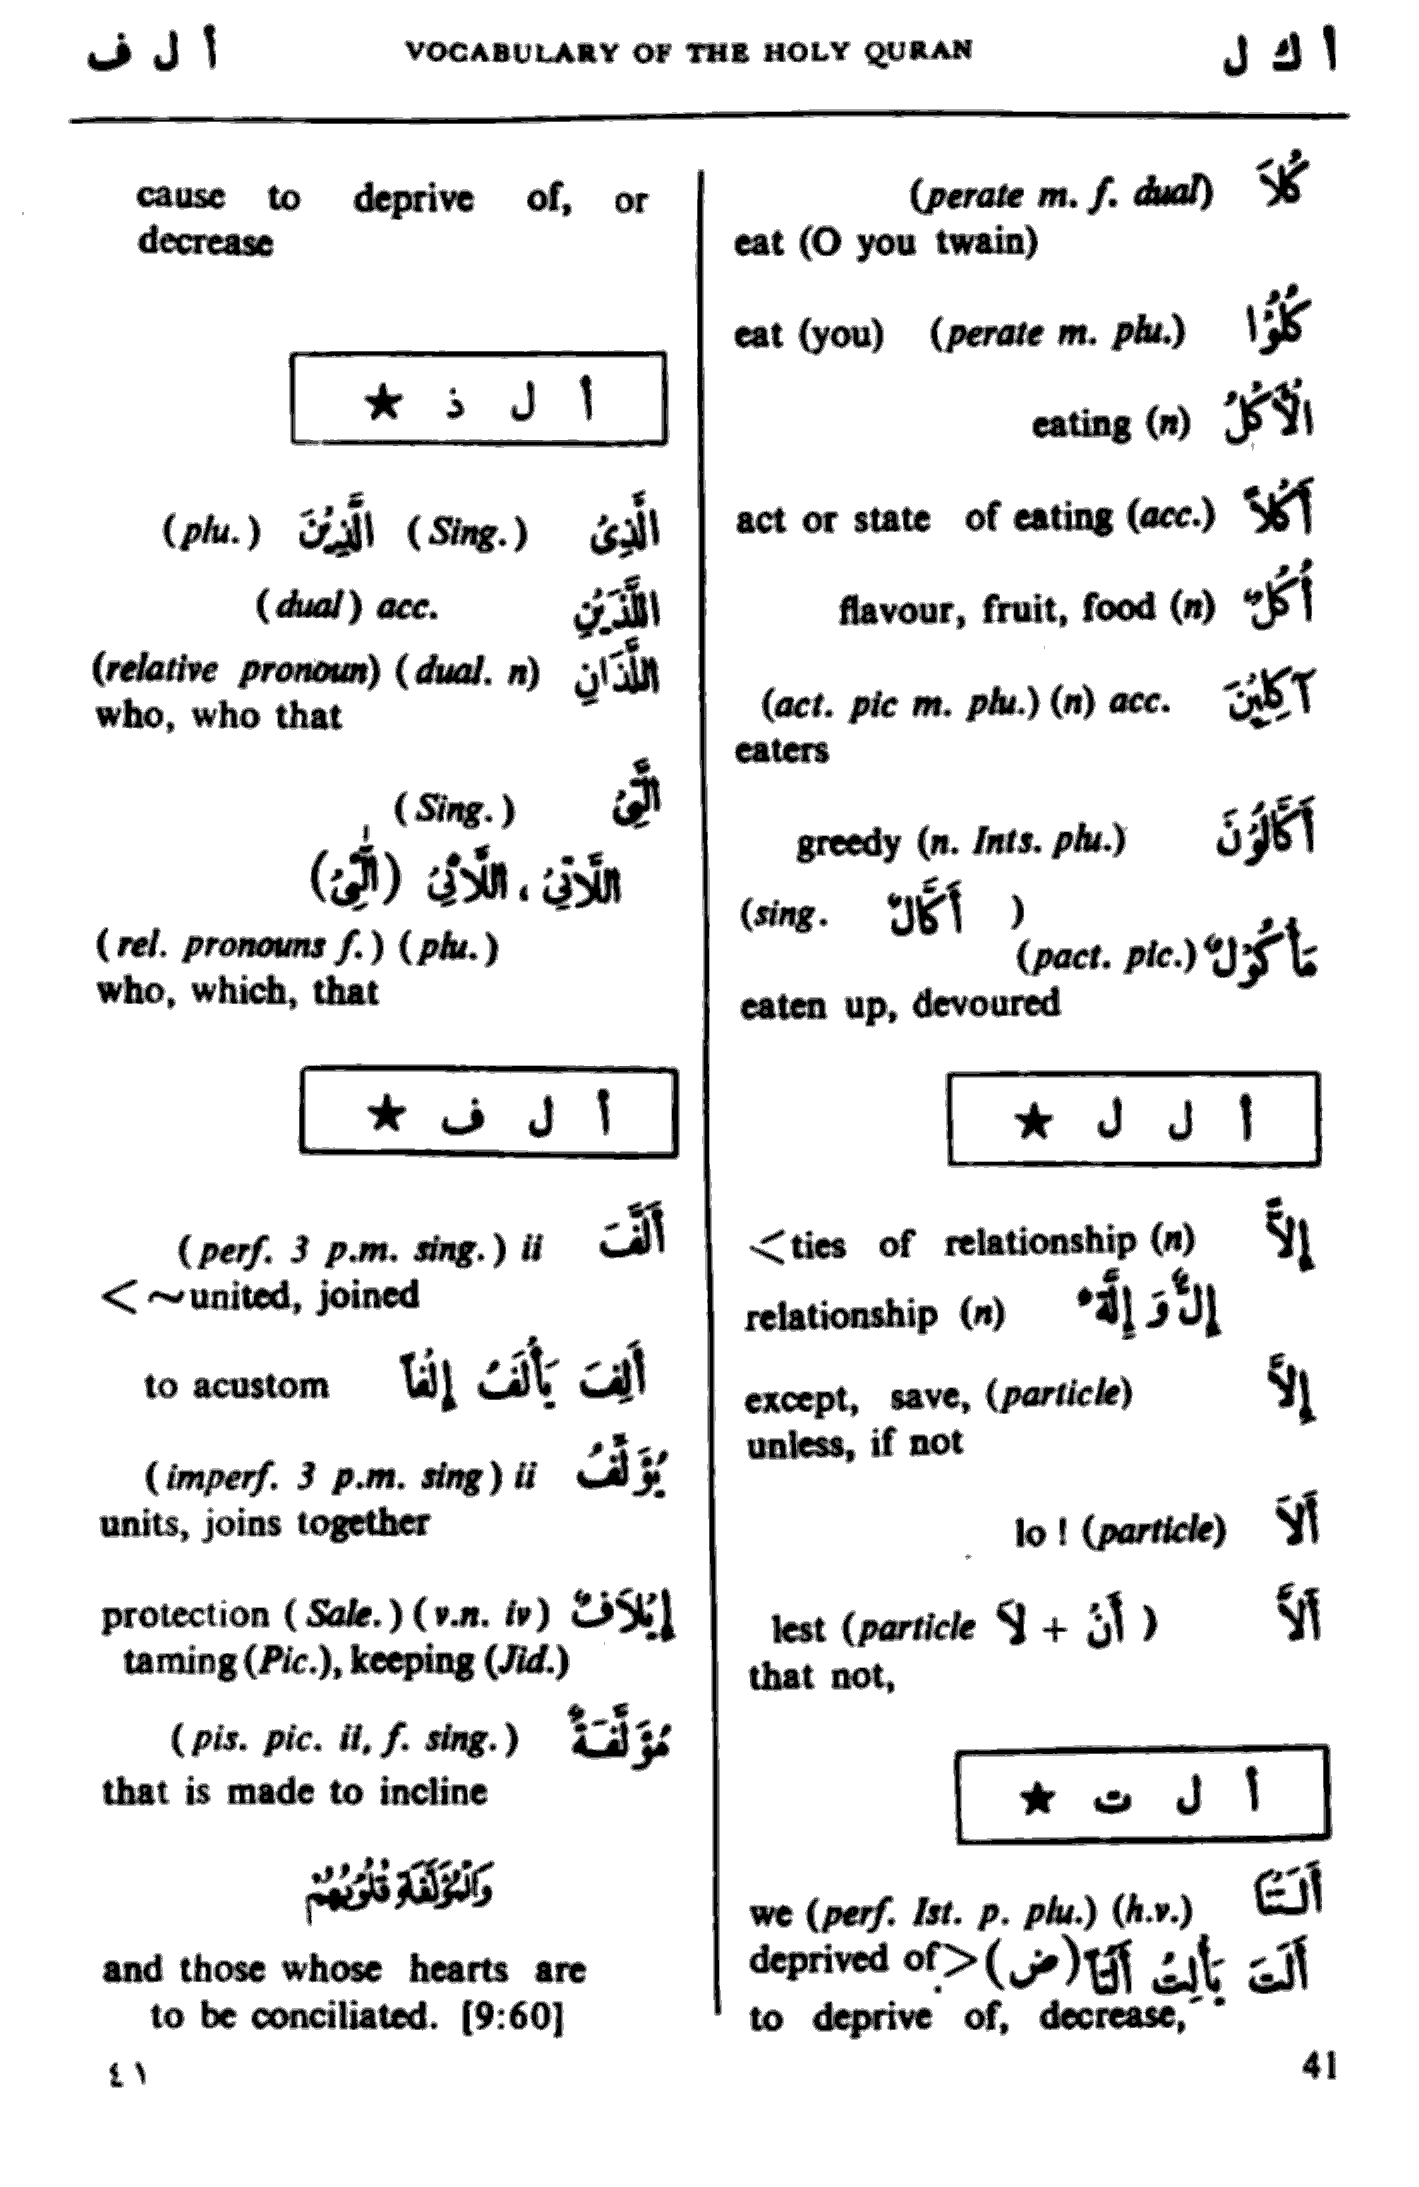 أ ل ف VOCABULARY OF THE HOLY QURAN أ ك ل
(perate m. f. dual) كُلَا
eat (O you twain)
eat (you) (perate m. plu.) كُلُوْا
eating (n) الْأَكْلُ
act or state of eating (acc.) أَكْلًا
flavour, fruit, food (n) أُكُلٌ
(act. pic m. plu.) (n) acc. آكِلِيْنَ
eaters
greedy (n. Ints. plu.) أَكَّالُوْنَ
(sing. أَكَّالٌ )
(pact. pic.) مَأْكُوْلٌ
eaten up, devoured
أ ل ل ★
<ties of relationship (n) إِلًّا
relationship (n) إِلٌّ وَ إِلَّةٌ
except, save, (particle) إِلَّا
unless, if not
lo ! (particle) أَلَا
lest (particle لَا + أَنْ ) أَلَّا
that not,
أ ل ت ★
we (perf. Ist. p. plu.) (h.v.) أَلَتْنَا
deprived of> أَلَتَ يَأْلِتُ أَلْتًا (ض)
to deprive of, decrease,
cause to deprive of, or
decrease
أ ل ذ ★
(plu.) الَّذِيْنَ (Sing.) الَّذِىْ
(dual) acc. اللَّذَيْنِ
(relative pronoun) (dual. n) اللَّذَانِ
who, who that
(Sing.) الَّتِىْ
اللَّاتِىْ ، اللَّائِىْ (الّٰئِىْ)
(rel. pronouns f.) (plu.)
who, which, that
أ ل ف ★
(perf. 3 p.m. sing.) ii أَلَّفَ
< ~united, joined
to acustom أَلِفَ يَأْلَفُ إِلْفًا
(imperf. 3 p.m. sing) ii يُؤَلِّفُ
units, joins together
protection (Sale.) (v.n. iv) إِيْلَافٌ
taming (Pic.), keeping (Jid.)
(pis. pic. ii, f. sing.) مُؤَلَّفَةٌ
that is made to incline
وَالْمُؤَلَّفَةِ قُلُوْبُهُمْ
and those whose hearts are
to be conciliated. [9:60]
٤١ 41